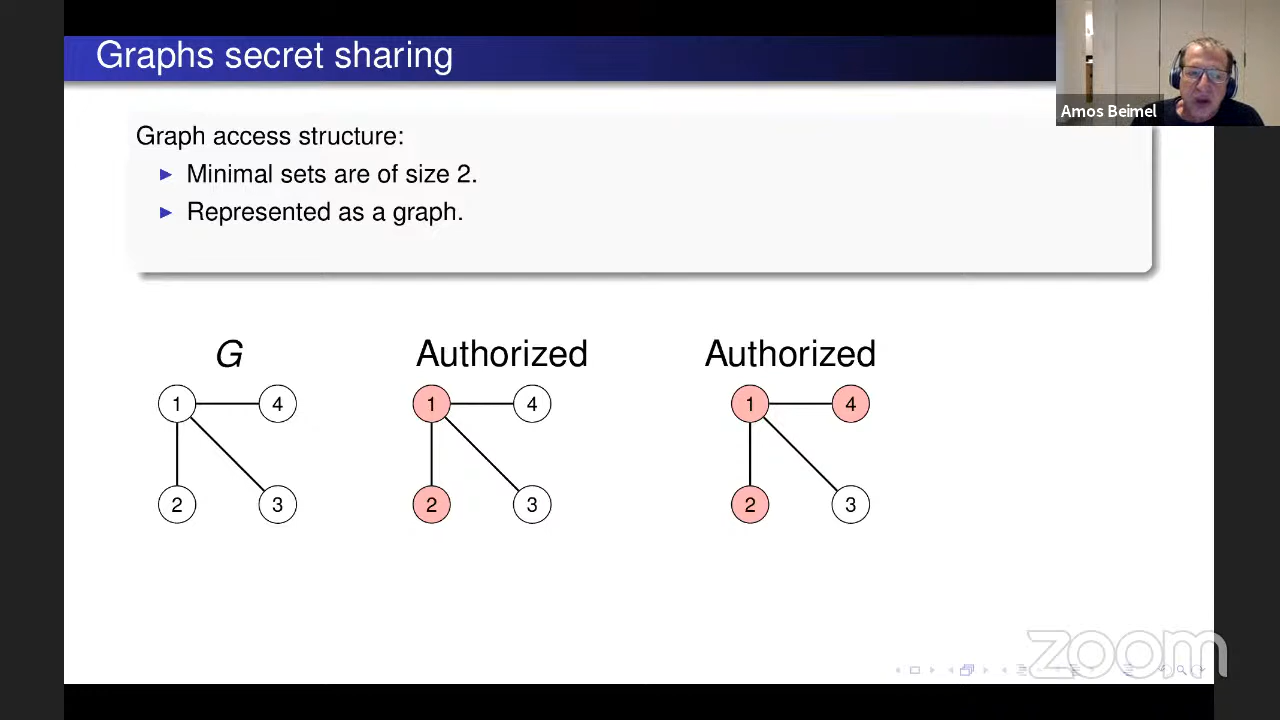 Graphs secret sharing
Amos Beimel
Graph access structure:
▶ Minimal sets are of size 2.
▶ Represented as a graph.
G
Authorized
Authorized
1 4
1 4
1 4
2 3
2 3
2 3
zoom